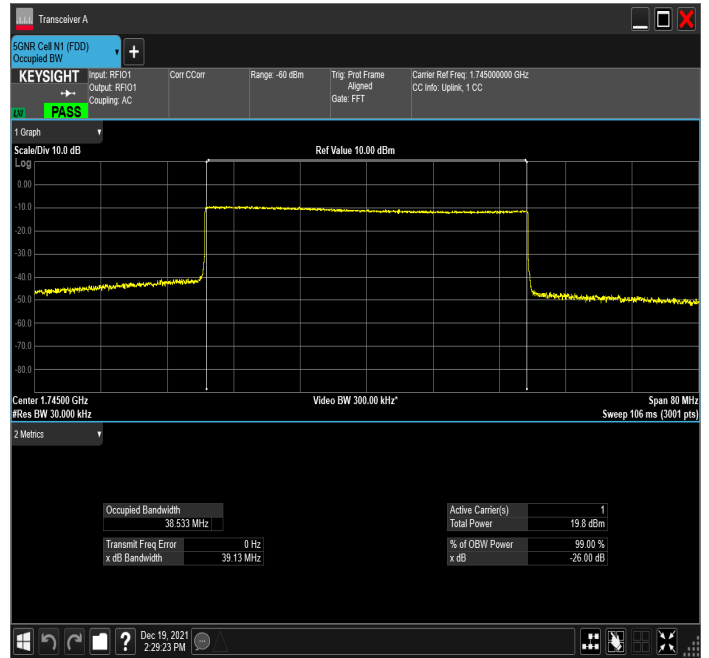 Transceiver A
5GNR Cell N1 (FDD)
Occupied BW
+
KEYSIGHT
LXI
PASS
Input: RFIO1
Output: RFIO1
Coupling: AC
Corr CCorr
Range: -60 dBm
Trig: Prot Frame
Aligned
Gate: FFT
Carrier Ref Freq: 1.745000000 GHz
CC Info: Uplink, 1 CC
1 Graph
Scale/Div 10.0 dB
Ref Value 10.00 dBm
Log
0.00
-10.0
-20.0
-30.0
-40.0
-50.0
-60.0
-70.0
-80.0
Center 1.74500 GHz
Video BW 300.00 kHz*
Span 80 MHz
#Res BW 30.000 kHz
Sweep 106 ms (3001 pts)
2 Metrics
Occupied Bandwidth
38.533 MHz
Transmit Freq Error 0 Hz
x dB Bandwidth 39.13 MHz
Active Carrier(s) 1
Total Power 19.8 dBm
% of OBW Power 99.00 %
x dB -26.00 dB
?
Dec 19, 2021
2:29:23 PM